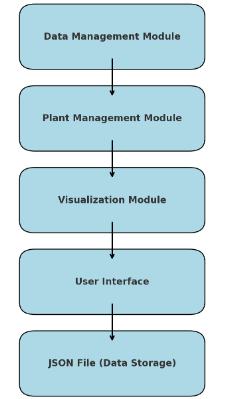 Data Management Module
Plant Management Module
Visualization Module
User Interface
JSON File (Data Storage)